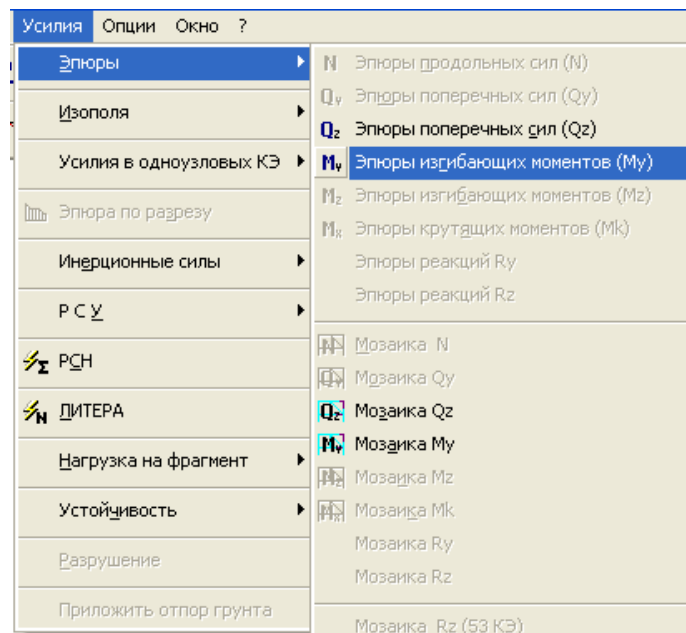 Усилия Опции Окно ?
Эпюры
Изополя
Усилия в одноузловых КЭ
Эпюра по разрезу
Инерционные силы
Р С У
Σ РСН
N ЛИТЕРА
Нагрузка на фрагмент
Устойчивость
Разрушение
Приложить отпор грунта
N Эпюры продольных сил (N)
Qy Эпюры поперечных сил (Qy)
Qz Эпюры поперечных сил (Qz)
My Эпюры изгибающих моментов (My)
Mz Эпюры изгибающих моментов (Mz)
Mx Эпюры крутящих моментов (Mk)
Эпюры реакций Ry
Эпюры реакций Rz
N Мозаика N
Qy Мозаика Qy
Qz Мозаика Qz
My Мозаика My
Mz Мозаика Mz
Mx Мозаика Mk
Мозаика Ry
Мозаика Rz
Мозаика Rz (53 КЭ)